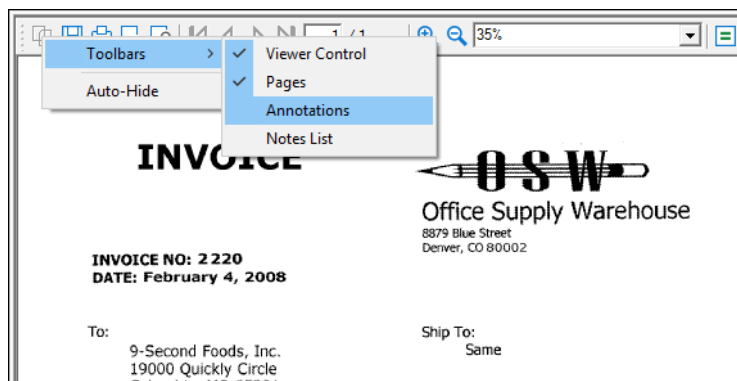 1 / 1
35%
Toolbars
Auto-Hide
Viewer Control
Pages
Annotations
Notes List
INVOICE
OSW
Office Supply Warehouse
8879 Blue Street
Denver, CO 80002
INVOICE NO: 2220
DATE: February 4, 2008
To:
9-Second Foods, Inc.
19000 Quickly Circle
Ship To:
Same